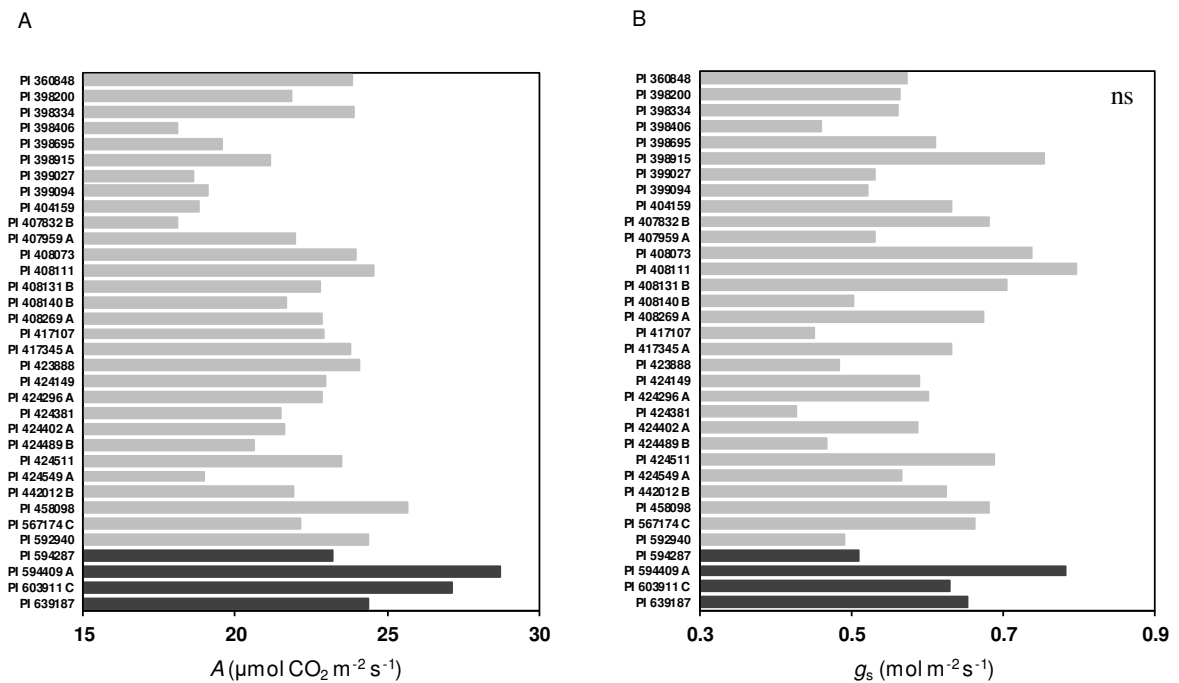 A
PI 360848
PI 398200
PI 398334
PI 398406
PI 398695
PI 398915
PI 399027
PI 399094
PI 404159
PI 407832 B
PI 407959 A
PI 408073
PI 408111
PI 408131 B
PI 408140 B
PI 408269 A
PI 417107
PI 417345 A
PI 423888
PI 424149
PI 424296 A
PI 424381
PI 424402 A
PI 424489 B
PI 424511
PI 424549 A
PI 442012 B
PI 458098
PI 567174 C
PI 592940
PI 594287
PI 594409 A
PI 603911 C
PI 639187
15 20 25 30
A (µmol CO₂ m⁻² s⁻¹)
B
ns
PI 360848
PI 398200
PI 398334
PI 398406
PI 398695
PI 398915
PI 399027
PI 399094
PI 404159
PI 407832 B
PI 407959 A
PI 408073
PI 408111
PI 408131 B
PI 408140 B
PI 408269 A
PI 417107
PI 417345 A
PI 423888
PI 424149
PI 424296 A
PI 424381
PI 424402 A
PI 424489 B
PI 424511
PI 424549 A
PI 442012 B
PI 458098
PI 567174 C
PI 592940
PI 594287
PI 594409 A
PI 603911 C
PI 639187
0.3 0.5 0.7 0.9
gs (mol m⁻² s⁻¹)